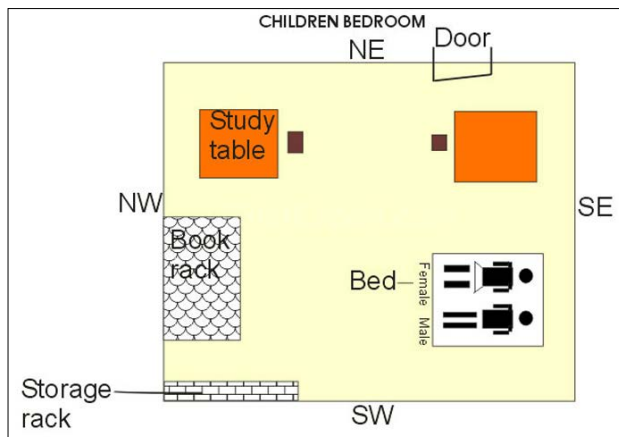 CHILDREN BEDROOM
NE
Door
Study
table
NW
SE
Book
rack
Bed
Female
Male
Storage
rack
SW